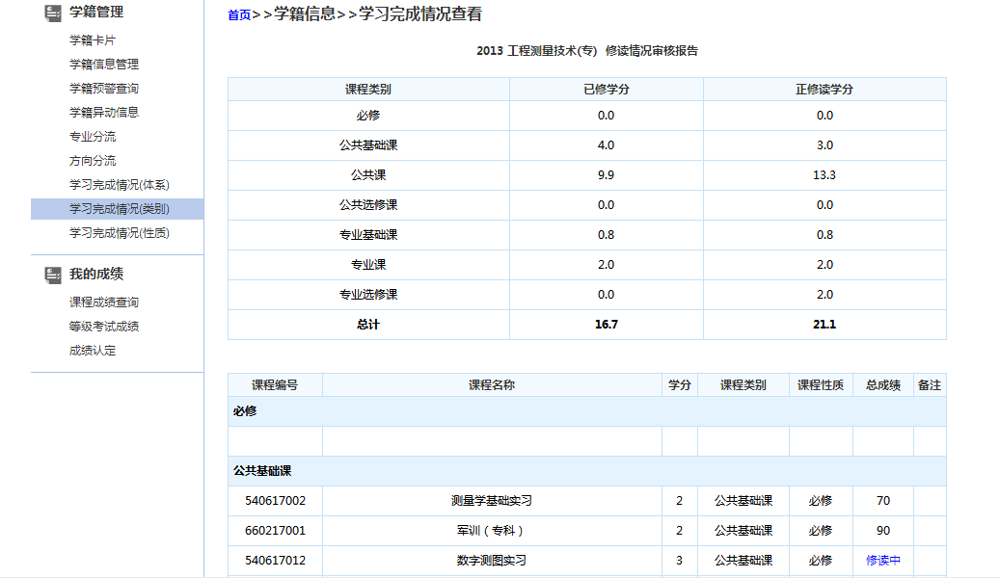 学籍管理
学籍卡片
学籍信息管理
学籍预警查询
学籍异动信息
专业分流
方向分流
学习完成情况(体系)
学习完成情况(类别)
学习完成情况(性质)
我的成绩
课程成绩查询
等级考试成绩
成绩认定
首页>>学籍信息>>学习完成情况查看
2013 工程测量技术(专) 修读情况审核报告
课程类别 已修学分 正修读学分
必修 0.0 0.0
公共基础课 4.0 3.0
公共课 9.9 13.3
公共选修课 0.0 0.0
专业基础课 0.8 0.8
专业课 2.0 2.0
专业选修课 0.0 2.0
总计 16.7 21.1
课程编号 课程名称 学分 课程类别 课程性质 总成绩 备注
必修
公共基础课
540617002 测量学基础实习 2 公共基础课 必修 70
660217001 军训（专科） 2 公共基础课 必修 90
540617012 数字测图实习 3 公共基础课 必修 修读中